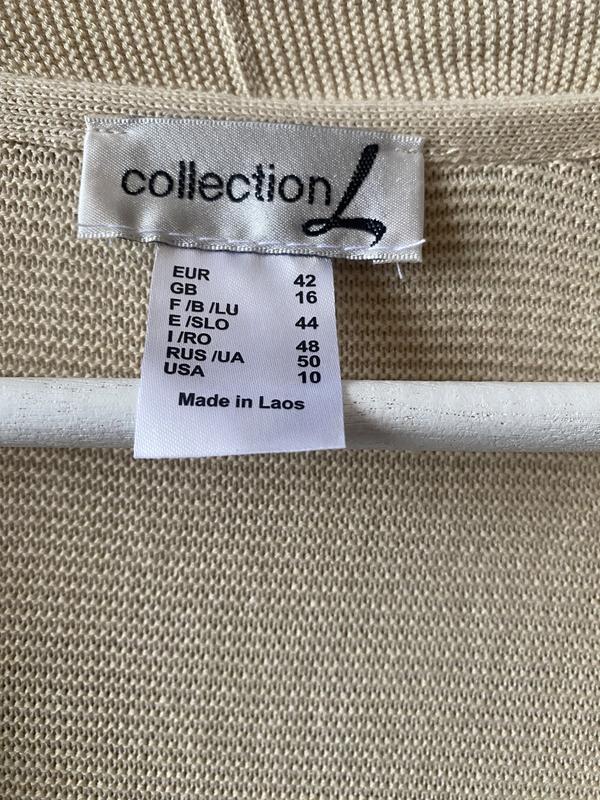 collection L
EUR 42
GB 16
F /B /LU
E /SLO 44
I /RO 48
RUS /UA 50
USA 10
Made in Laos